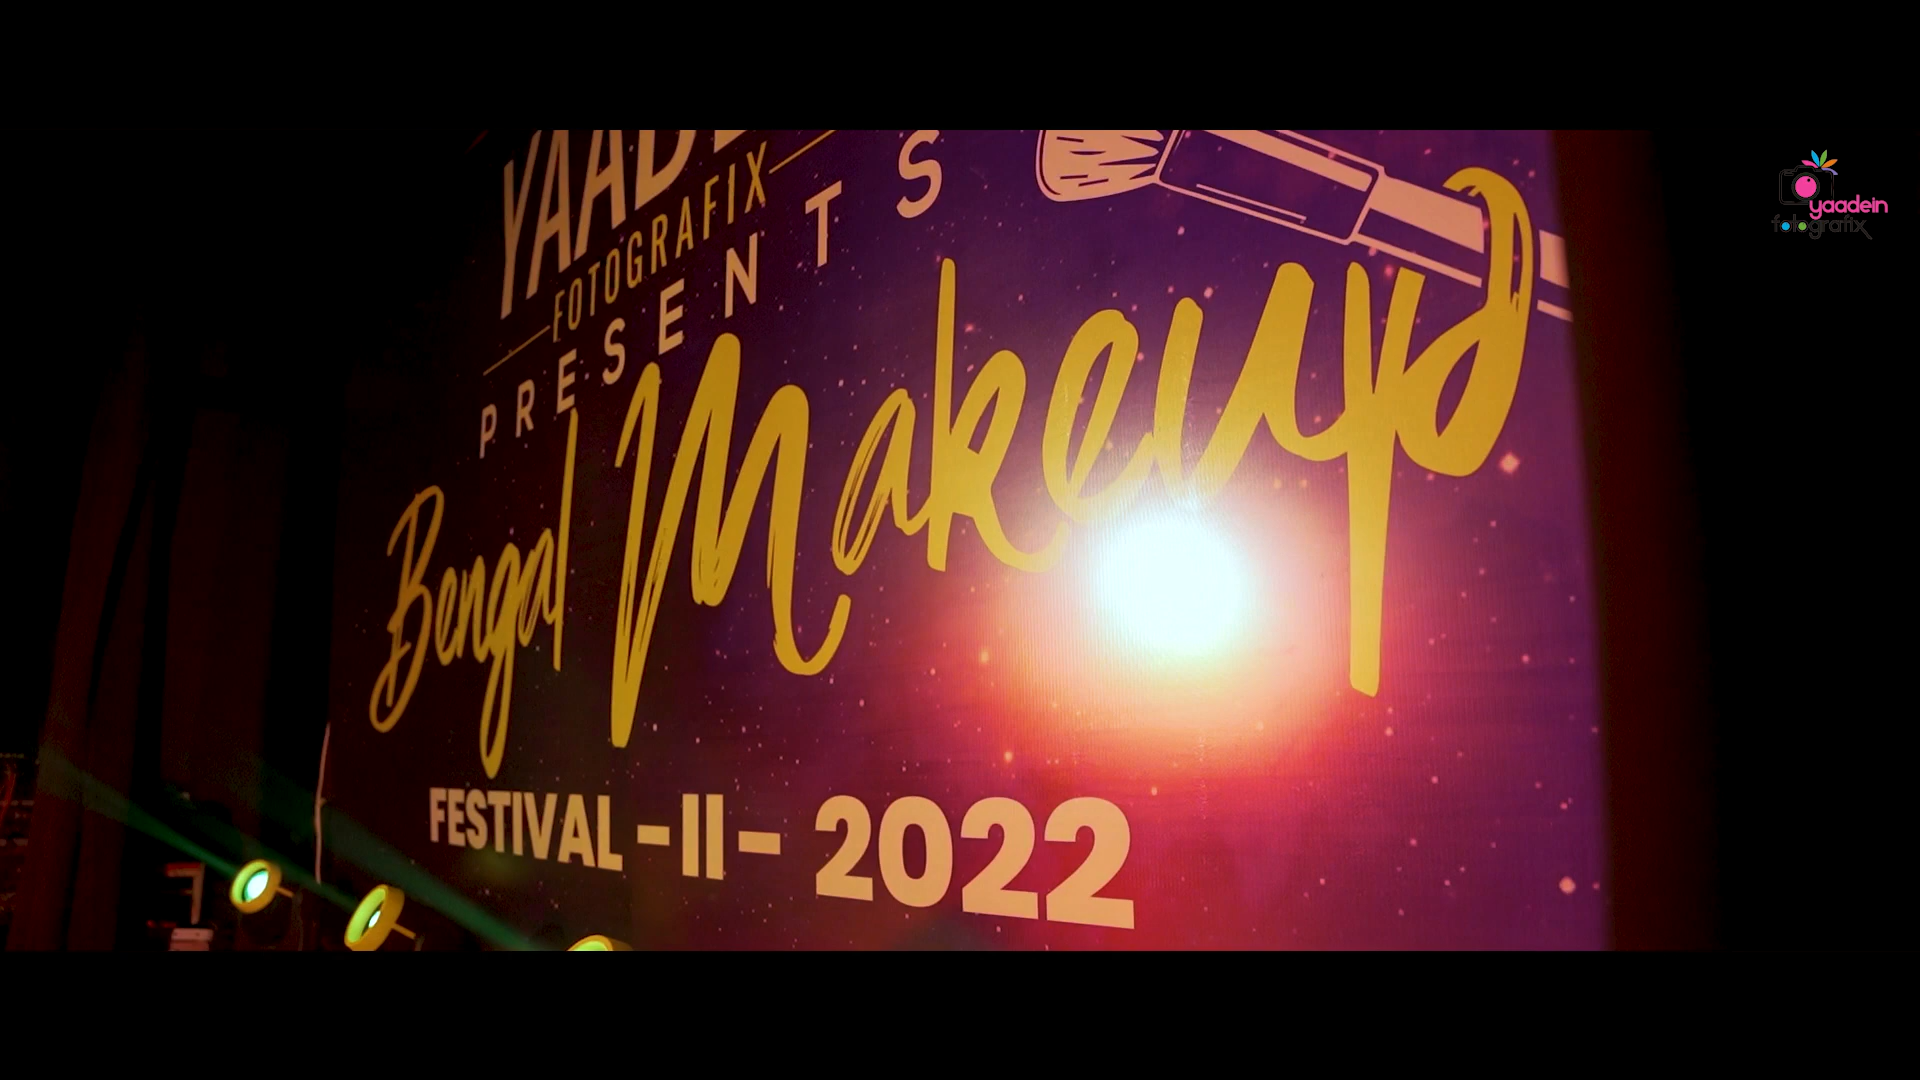 FOTOGRAFIX
PRESENTS
Bengal Makeup
FESTIVAL -II- 2022
yaadein
fotografix